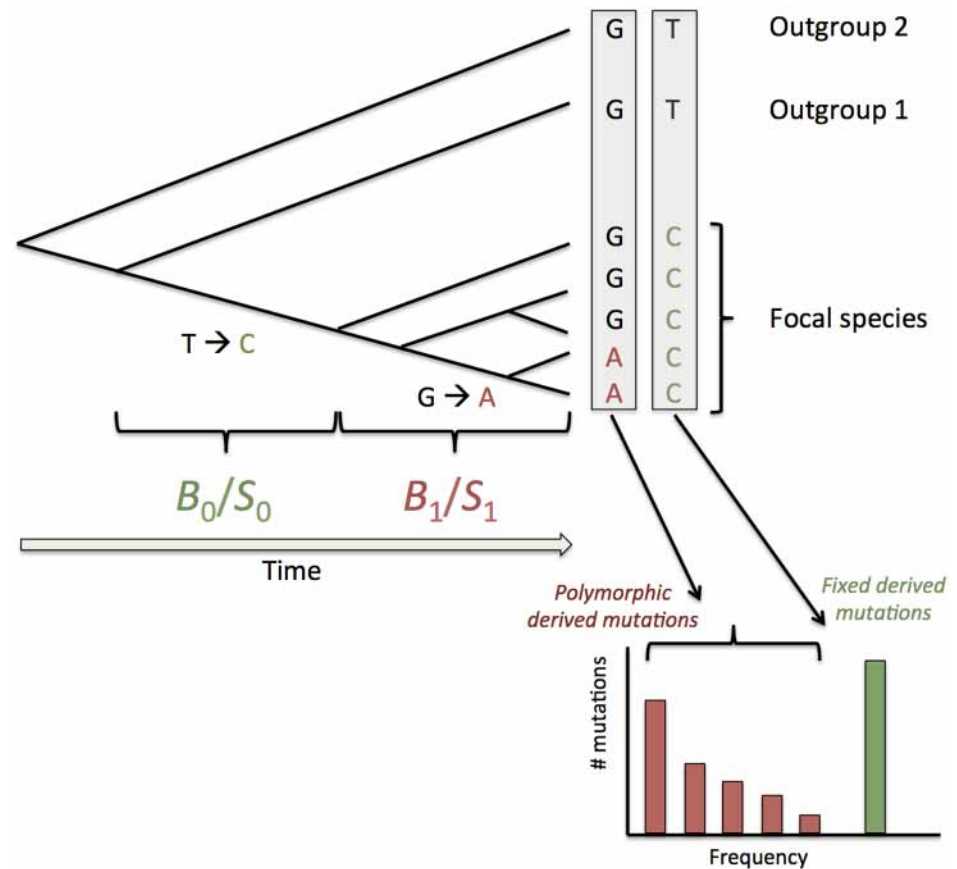 G T Outgroup 2
G T Outgroup 1
G C
G C
G C Focal species
A C
A C
T → C
G → A
B₀/S₀ B₁/S₁
Time
Polymorphic
derived mutations
Fixed derived
mutations
# mutations
Frequency